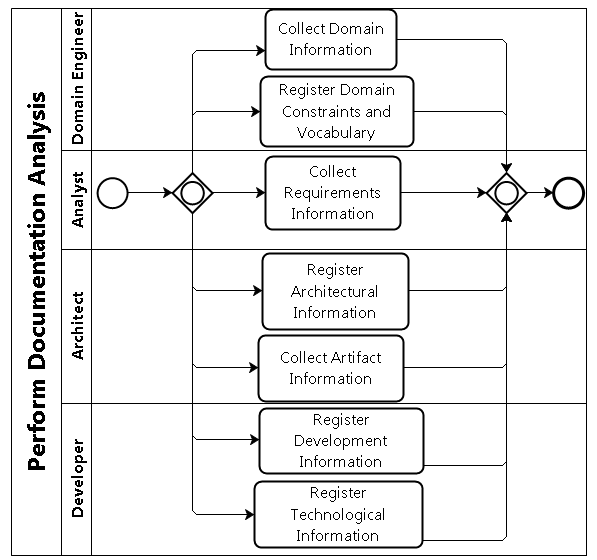 Perform Documentation Analysis
Domain Engineer
Collect Domain
Information
Register Domain
Constraints and
Vocabulary
Analyst
Collect
Requirements
Information
Architect
Register
Architectural
Information
Collect Artifact
Information
Developer
Register
Development
Information
Register
Technological
Information